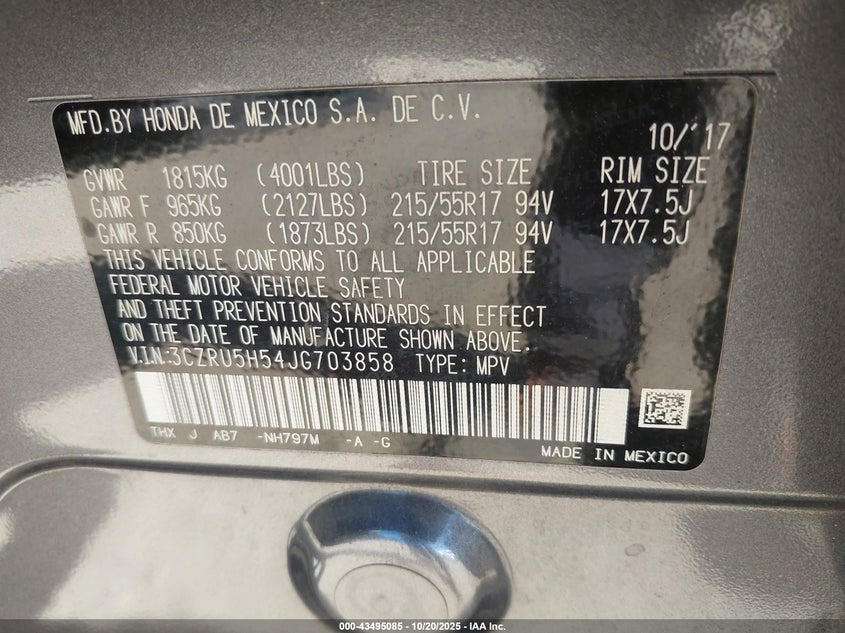 MFD.BY HONDA DE MEXICO S.A. DE C.V.
10/'17
GVWR 1815KG (4001LBS) TIRE SIZE RIM SIZE
GAWR F 965KG (2127LBS) 215/55R17 94V 17X7.5J
GAWR R 850KG (1873LBS) 215/55R17 94V 17X7.5J
THIS VEHICLE CONFORMS TO ALL APPLICABLE
FEDERAL MOTOR VEHICLE SAFETY
AND THEFT PREVENTION STANDARDS IN EFFECT
ON THE DATE OF MANUFACTURE SHOWN ABOVE.
V.I.N:3CZRU5H54JG703858 TYPE: MPV
THX J AB7 -NH797M -A -G
MADE IN MEXICO
000-43495085 - 10/20/2025 - IAA Inc.